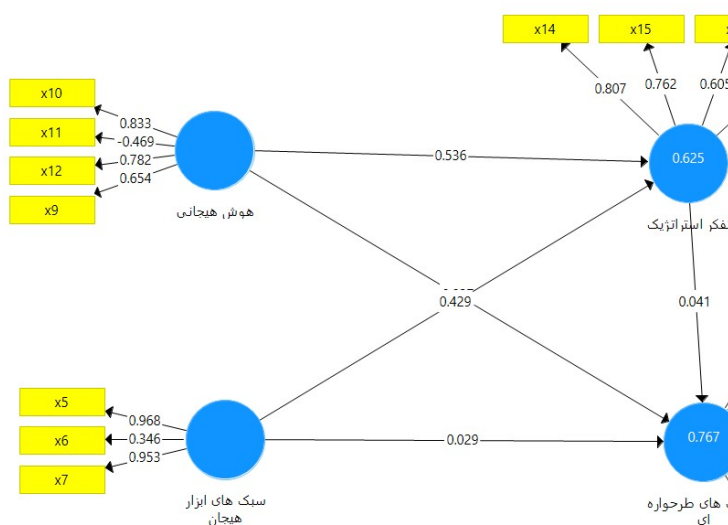 x14
x15
x10
x11
x12
x9
0.833
-0.469
0.782
0.654
0.807
0.762
0.605
0.625
0.536
هوش هیجانی
استراتژیک
0.429
0.041
x5
x6
x7
0.968
0.346
0.953
0.029
0.767
سبک های ابزار
هیجان
های طرحواره
ای